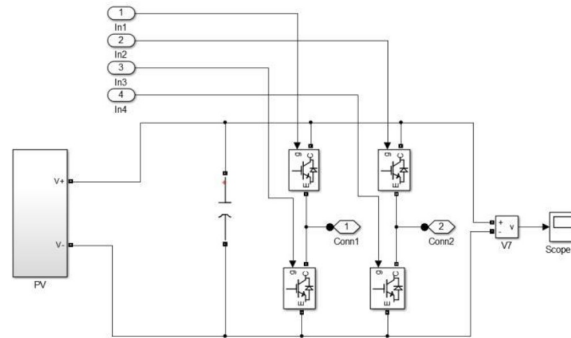 1
In1
2
In2
3
In3
4
In4
V+
V-
PV
g C
E
g C
E
1
Conn1
2
Conn2
g C
E
g C
E
+
-
v
V7
Scope